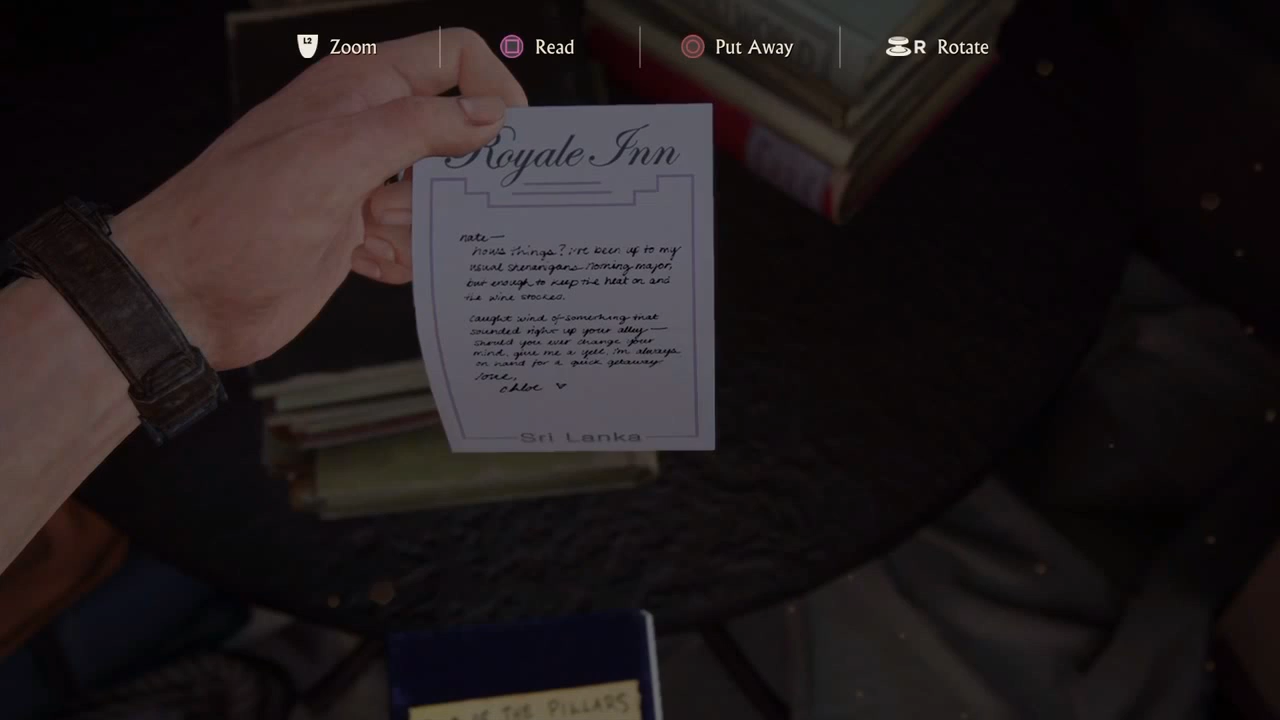 L2 Zoom
Read
Put Away
R Rotate
Royale Inn
nate—
hows things? i've been up to my
usual shenanigans. Nothing major,
but enough to keep the heat on and
the wine stocked.
Caught wind of something that
sounded right up your alley—
should you ever change your
mind, give me a yell, i'm always
on hand for a quick getaway
love,
chloe
Sri Lanka
OF THE PILLARS